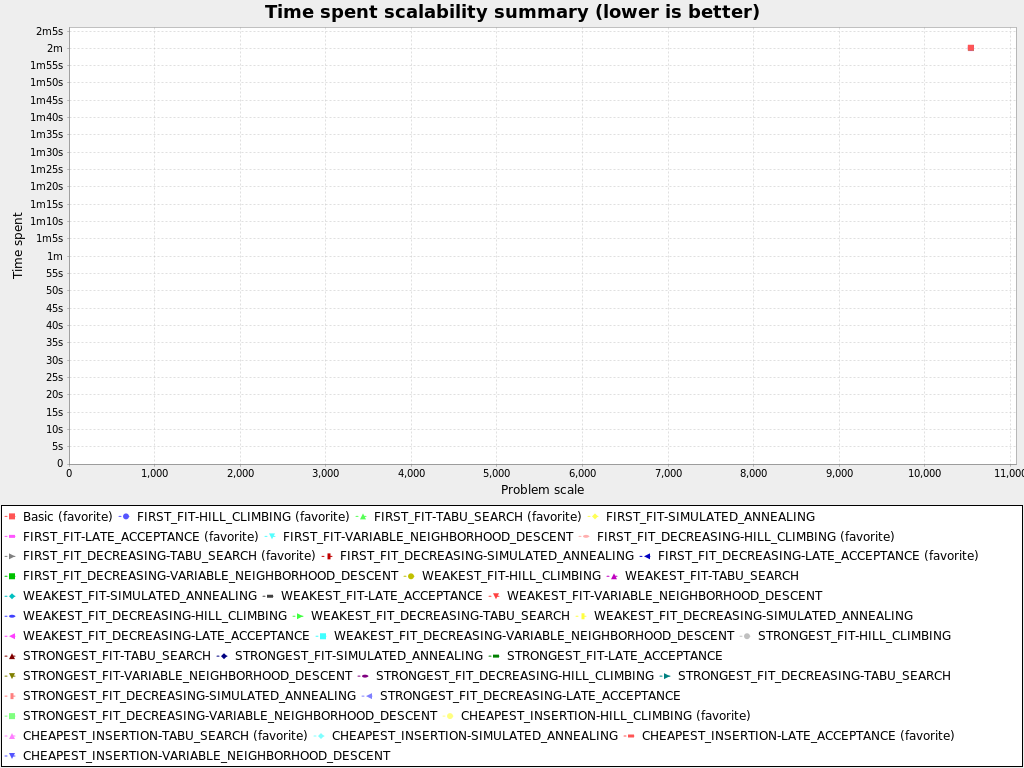 Time spent scalability summary (lower is better)
2m5s
2m
1m55s
1m50s
1m45s
1m40s
1m35s
1m30s
1m25s
1m20s
1m15s
1m10s
1m5s
1m
55s
50s
45s
40s
35s
30s
25s
20s
15s
10s
5s
0
Time spent
0 1,000 2,000 3,000 4,000 5,000 6,000 7,000 8,000 9,000 10,000 11,000
Problem scale
Basic (favorite) FIRST_FIT-HILL_CLIMBING (favorite) FIRST_FIT-TABU_SEARCH (favorite) FIRST_FIT-SIMULATED_ANNEALING
FIRST_FIT-LATE_ACCEPTANCE (favorite) FIRST_FIT-VARIABLE_NEIGHBORHOOD_DESCENT FIRST_FIT_DECREASING-HILL_CLIMBING (favorite)
FIRST_FIT_DECREASING-TABU_SEARCH (favorite) FIRST_FIT_DECREASING-SIMULATED_ANNEALING FIRST_FIT_DECREASING-LATE_ACCEPTANCE (favorite)
FIRST_FIT_DECREASING-VARIABLE_NEIGHBORHOOD_DESCENT WEAKEST_FIT-HILL_CLIMBING WEAKEST_FIT-TABU_SEARCH
WEAKEST_FIT-SIMULATED_ANNEALING WEAKEST_FIT-LATE_ACCEPTANCE WEAKEST_FIT-VARIABLE_NEIGHBORHOOD_DESCENT
WEAKEST_FIT_DECREASING-HILL_CLIMBING WEAKEST_FIT_DECREASING-TABU_SEARCH WEAKEST_FIT_DECREASING-SIMULATED_ANNEALING
WEAKEST_FIT_DECREASING-LATE_ACCEPTANCE WEAKEST_FIT_DECREASING-VARIABLE_NEIGHBORHOOD_DESCENT STRONGEST_FIT-HILL_CLIMBING
STRONGEST_FIT-TABU_SEARCH STRONGEST_FIT-SIMULATED_ANNEALING STRONGEST_FIT-LATE_ACCEPTANCE
STRONGEST_FIT-VARIABLE_NEIGHBORHOOD_DESCENT STRONGEST_FIT_DECREASING-HILL_CLIMBING STRONGEST_FIT_DECREASING-TABU_SEARCH
STRONGEST_FIT_DECREASING-SIMULATED_ANNEALING STRONGEST_FIT_DECREASING-LATE_ACCEPTANCE
STRONGEST_FIT_DECREASING-VARIABLE_NEIGHBORHOOD_DESCENT CHEAPEST_INSERTION-HILL_CLIMBING (favorite)
CHEAPEST_INSERTION-TABU_SEARCH (favorite) CHEAPEST_INSERTION-SIMULATED_ANNEALING CHEAPEST_INSERTION-LATE_ACCEPTANCE (favorite)
CHEAPEST_INSERTION-VARIABLE_NEIGHBORHOOD_DESCENT